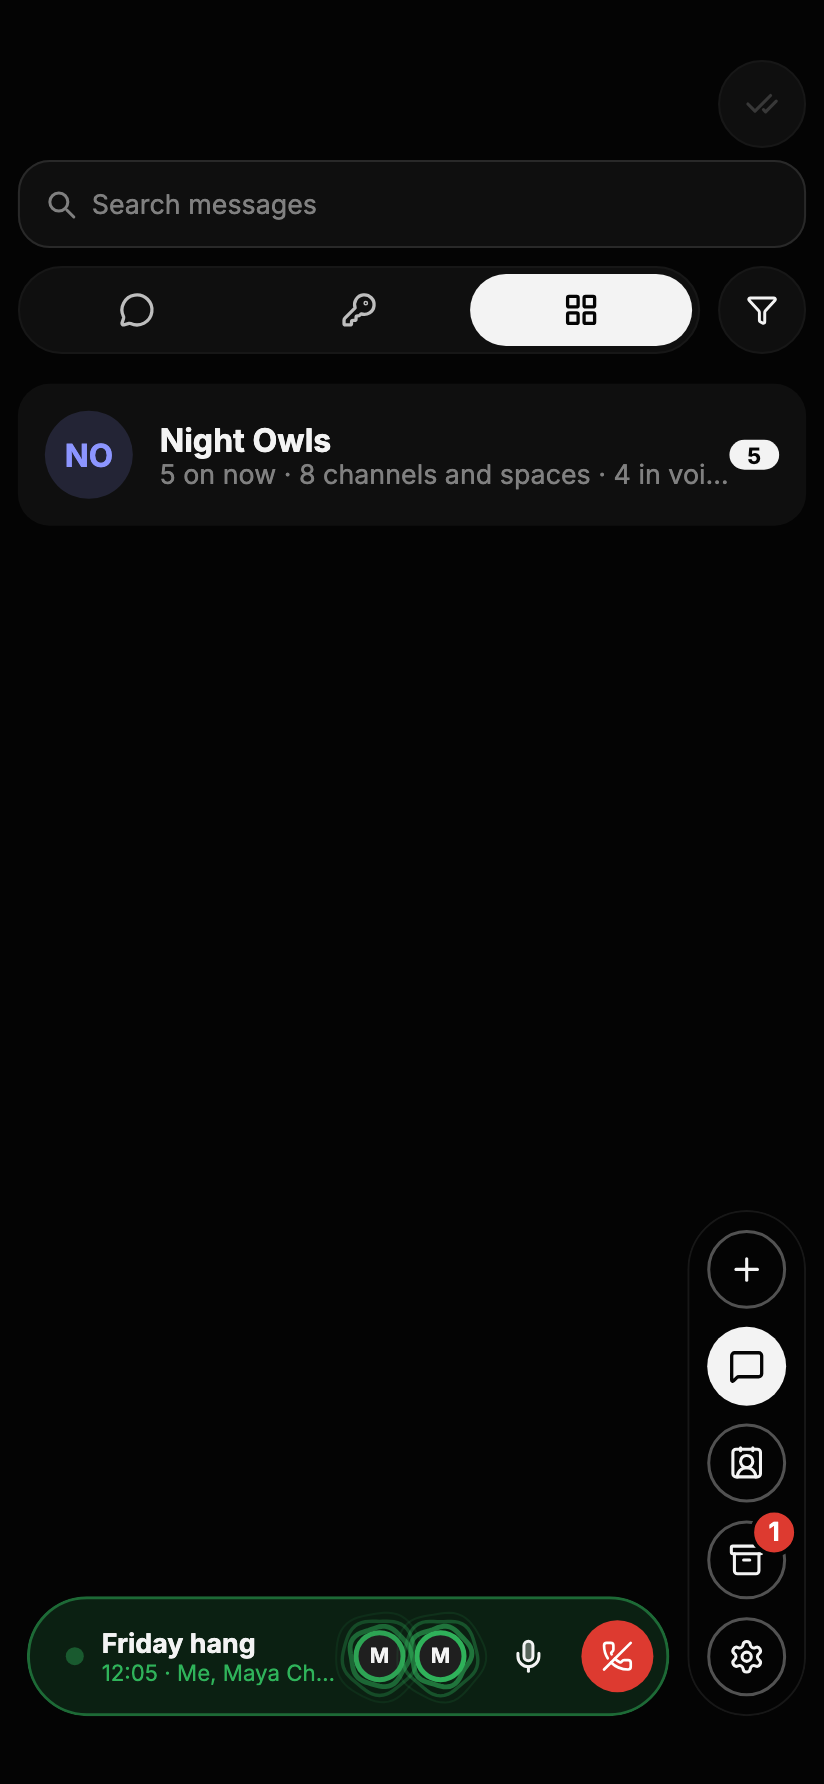 Search messages
NO
Night Owls
5 on now · 8 channels and spaces · 4 in voi...
5
1
Friday hang
12:05 · Me, Maya Ch...
M
M